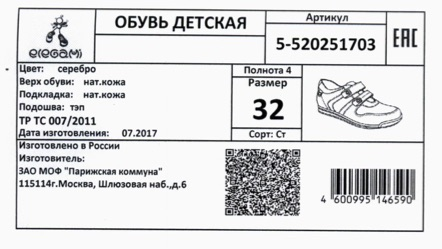 ОБУВЬ ДЕТСКАЯ
Артикул
5-520251703
ЕАС
elegami
Цвет: серебро
Верх обуви: нат.кожа
Подкладка: нат.кожа
Подошва: тэп
ТР ТС 007/2011
Дата изготовления: 07.2017
Полнота 4
Размер
32
Сорт: Ст
Изготовлено в России
Изготовитель:
ЗАО МОФ "Парижская коммуна"
115114г.Москва, Шлюзовая наб.,д.6
4 600995 146590